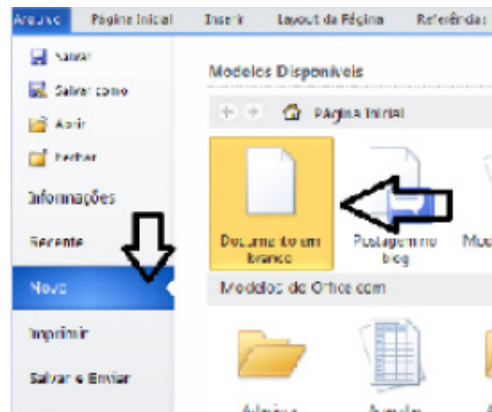 Arquivo Página Inicial Inserir Layout da Página Referências
Salvar
Salvar como
Abrir
Fechar
Informações
Recente
Novo
Imprimir
Salvar e Enviar
Modelos Disponíveis
Página Inicial
Documento em branco
Postagem no blog
Modelos do Office.com